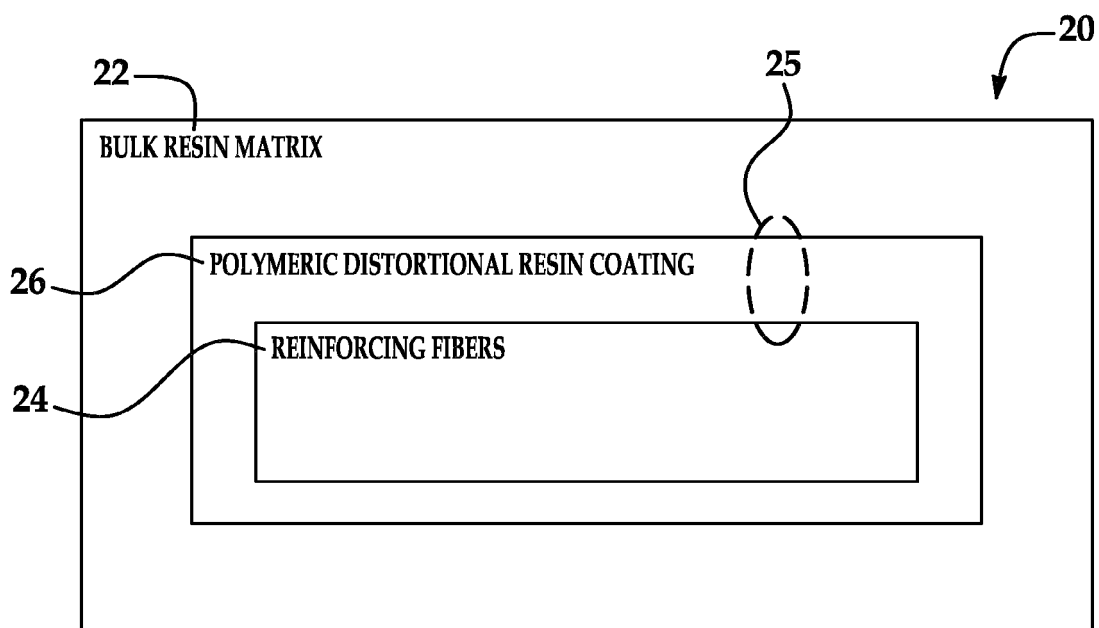 20
22
25
BULK RESIN MATRIX
26
POLYMERIC DISTORTIONAL RESIN COATING
24
REINFORCING FIBERS